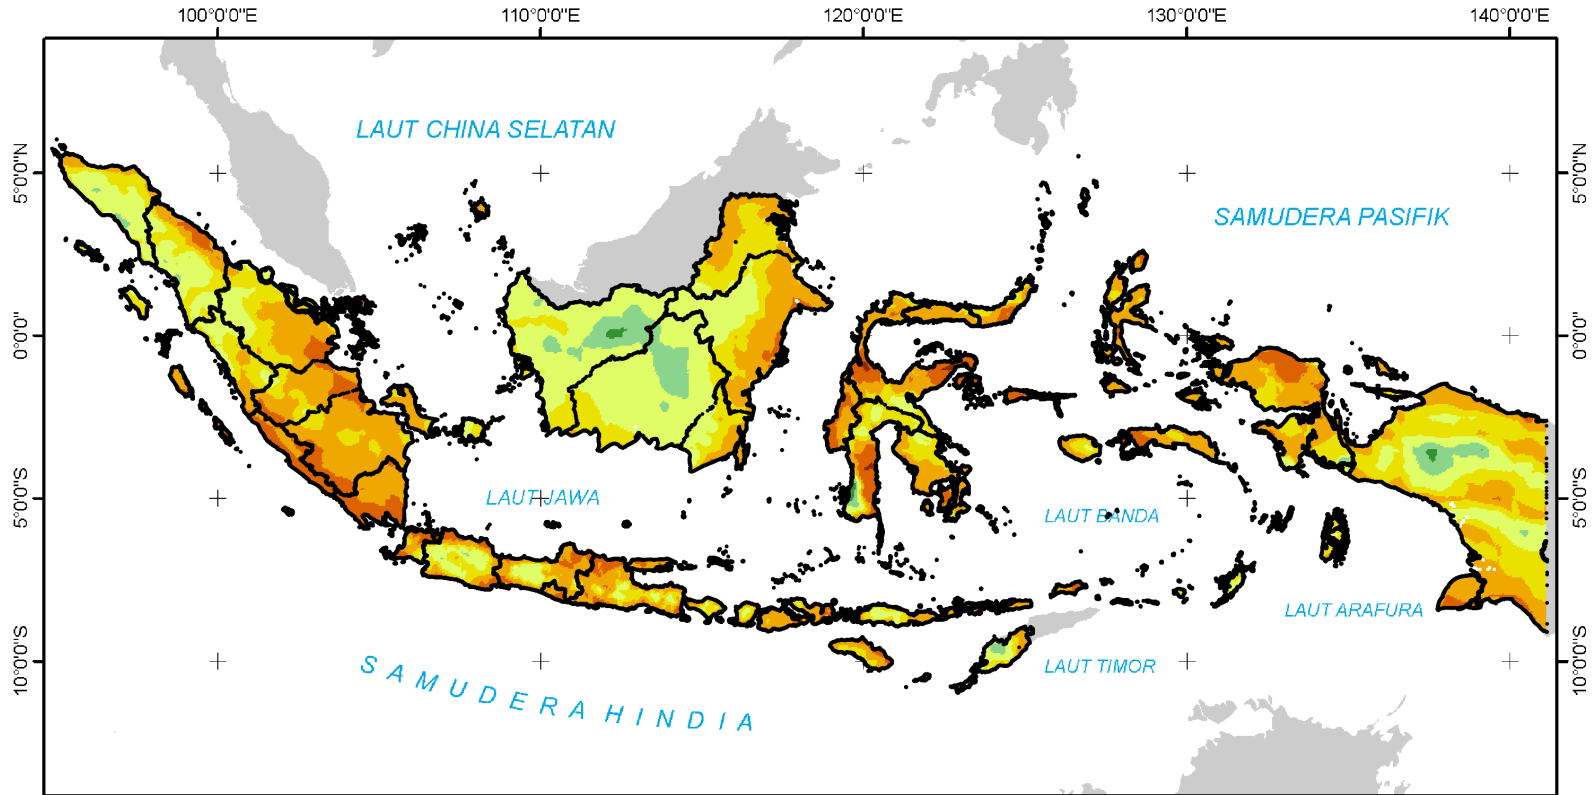 100°0'0"E 110°0'0"E 120°0'0"E 130°0'0"E 140°0'0"E
LAUT CHINA SELATAN
5°0'0"N 5°0'0"N
SAMUDERA PASIFIK
0°0'0" 0°0'0"
5°0'0"S LAUT JAWA 5°0'0"S
LAUT BANDA
LAUT ARAFURA
10°0'0"S LAUT TIMOR 10°0'0"S
SAMUDERA HINDIA